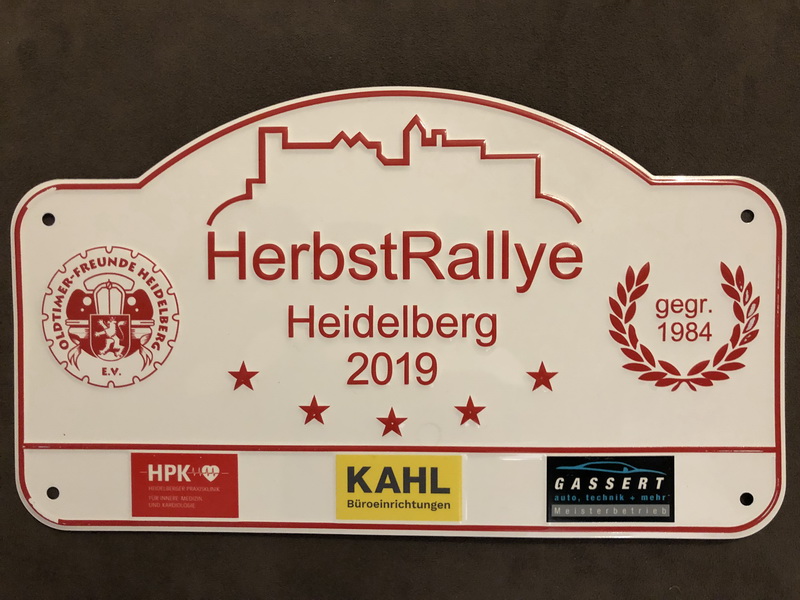 HerbstRallye
Heidelberg
2019
OLDTIMER-FREUNDE HEIDELBERG
E.V.
gegr.
1984
HPK
HEIDELBERGER PRAXISKLINIK
FÜR INNERE MEDIZIN
UND KARDIOLOGIE
KAHL
Büroeinrichtungen
GASSERT
auto, technik + mehr
Meisterbetrieb